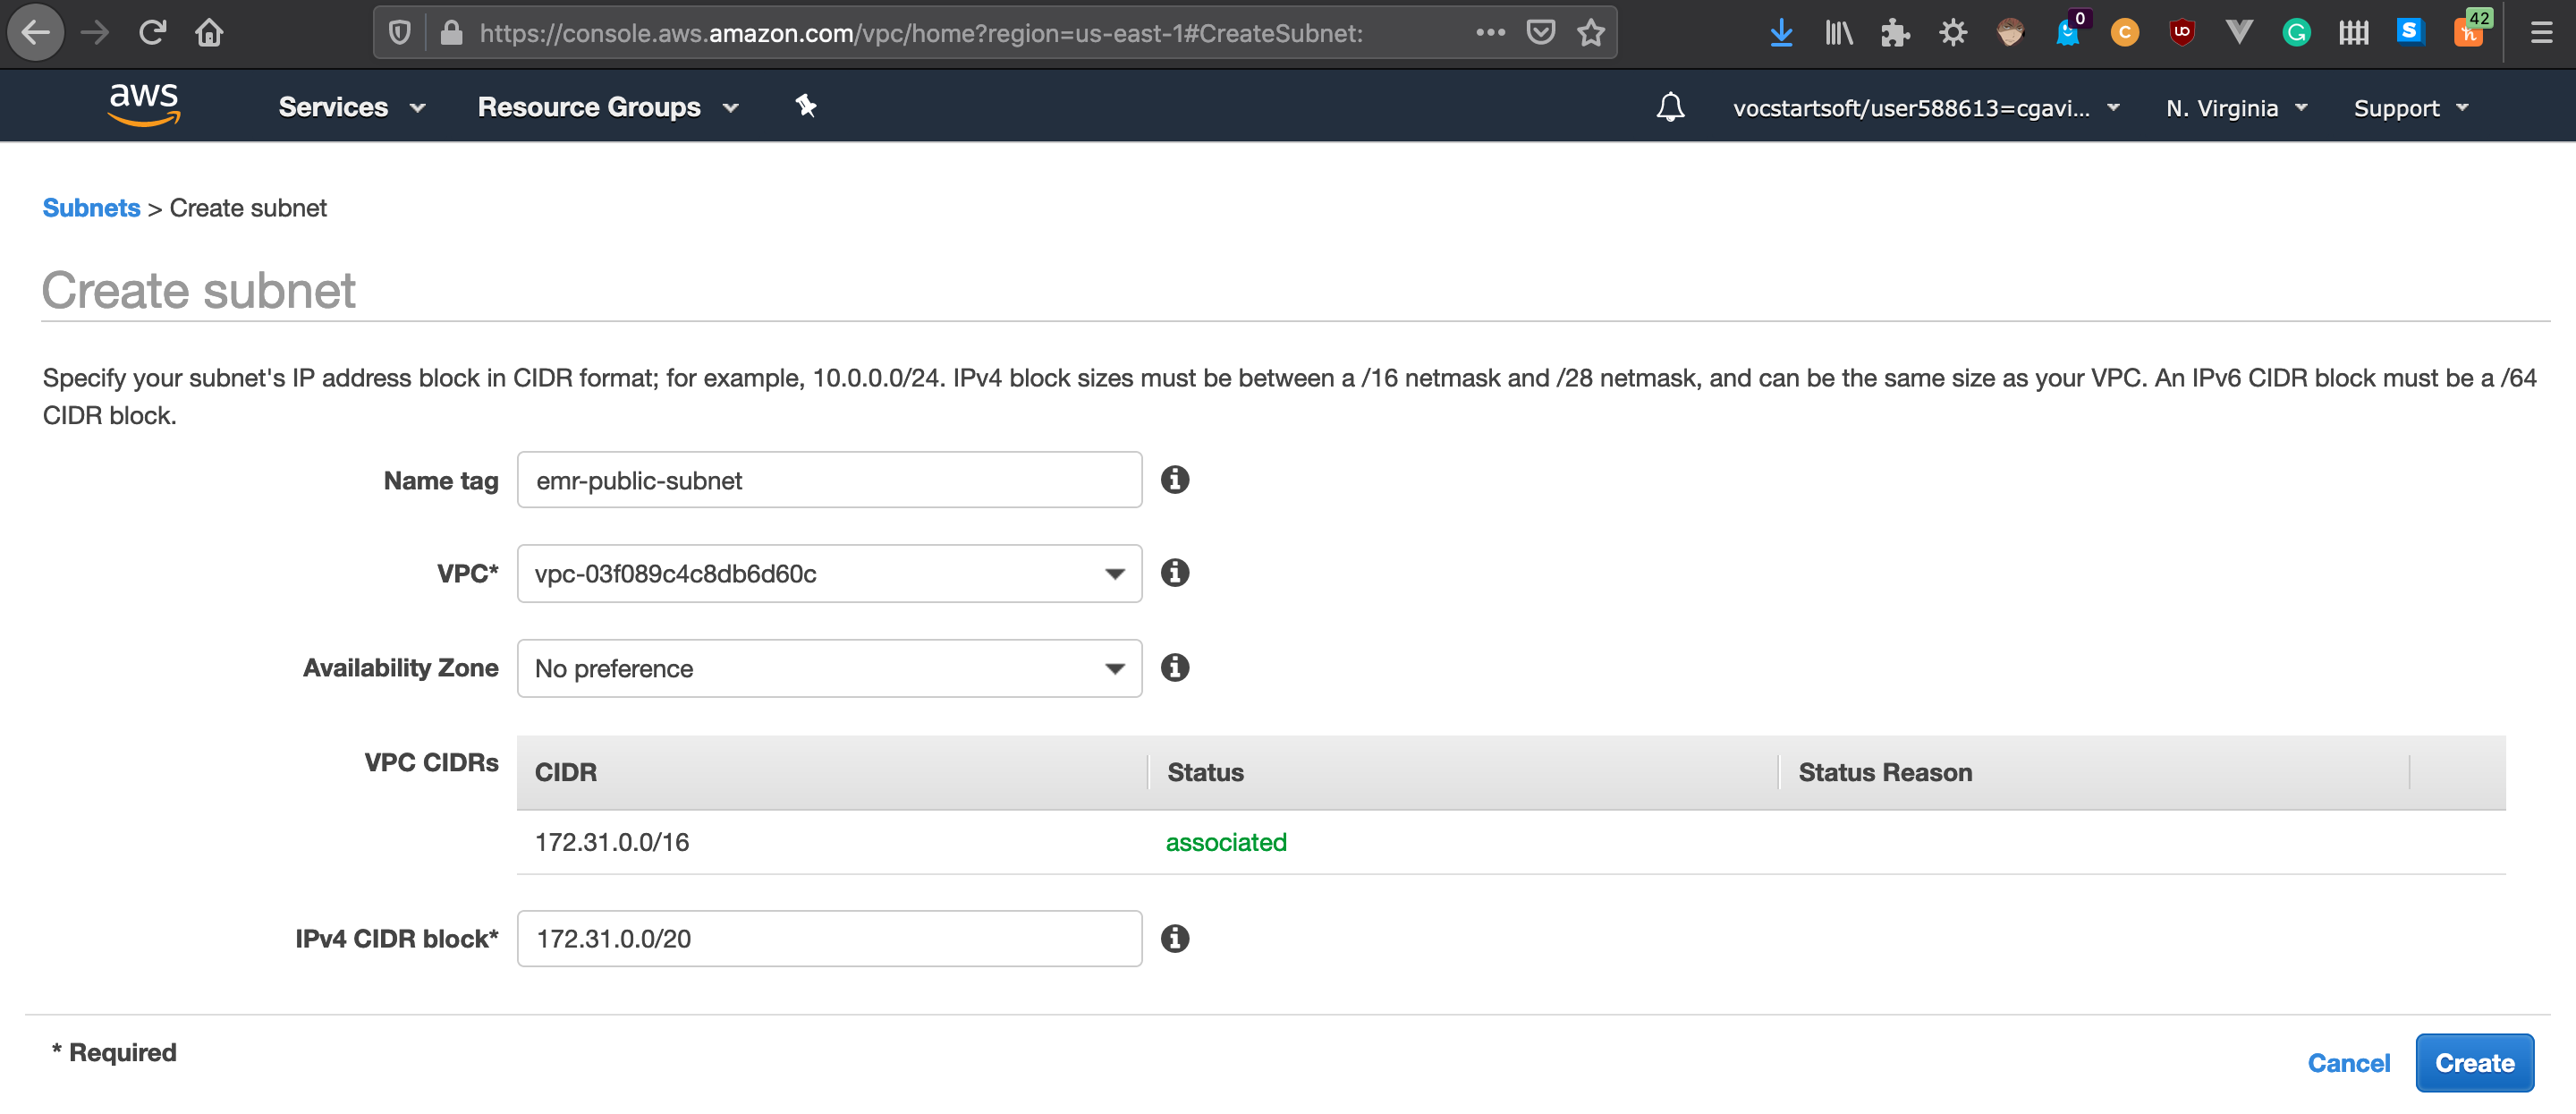 https://console.aws.amazon.com/vpc/home?region=us-east-1#CreateSubnet:
0
42
aws
Services
Resource Groups
vocstartsoft/user588613=cgavi...
N. Virginia
Support
Subnets > Create subnet
Create subnet
Specify your subnet's IP address block in CIDR format; for example, 10.0.0.0/24. IPv4 block sizes must be between a /16 netmask and /28 netmask, and can be the same size as your VPC. An IPv6 CIDR block must be a /64
CIDR block.
Name tag emr-public-subnet
VPC* vpc-03f089c4c8db6d60c
Availability Zone No preference
VPC CIDRs CIDR Status Status Reason
172.31.0.0/16 associated
IPv4 CIDR block* 172.31.0.0/20
* Required
Cancel Create